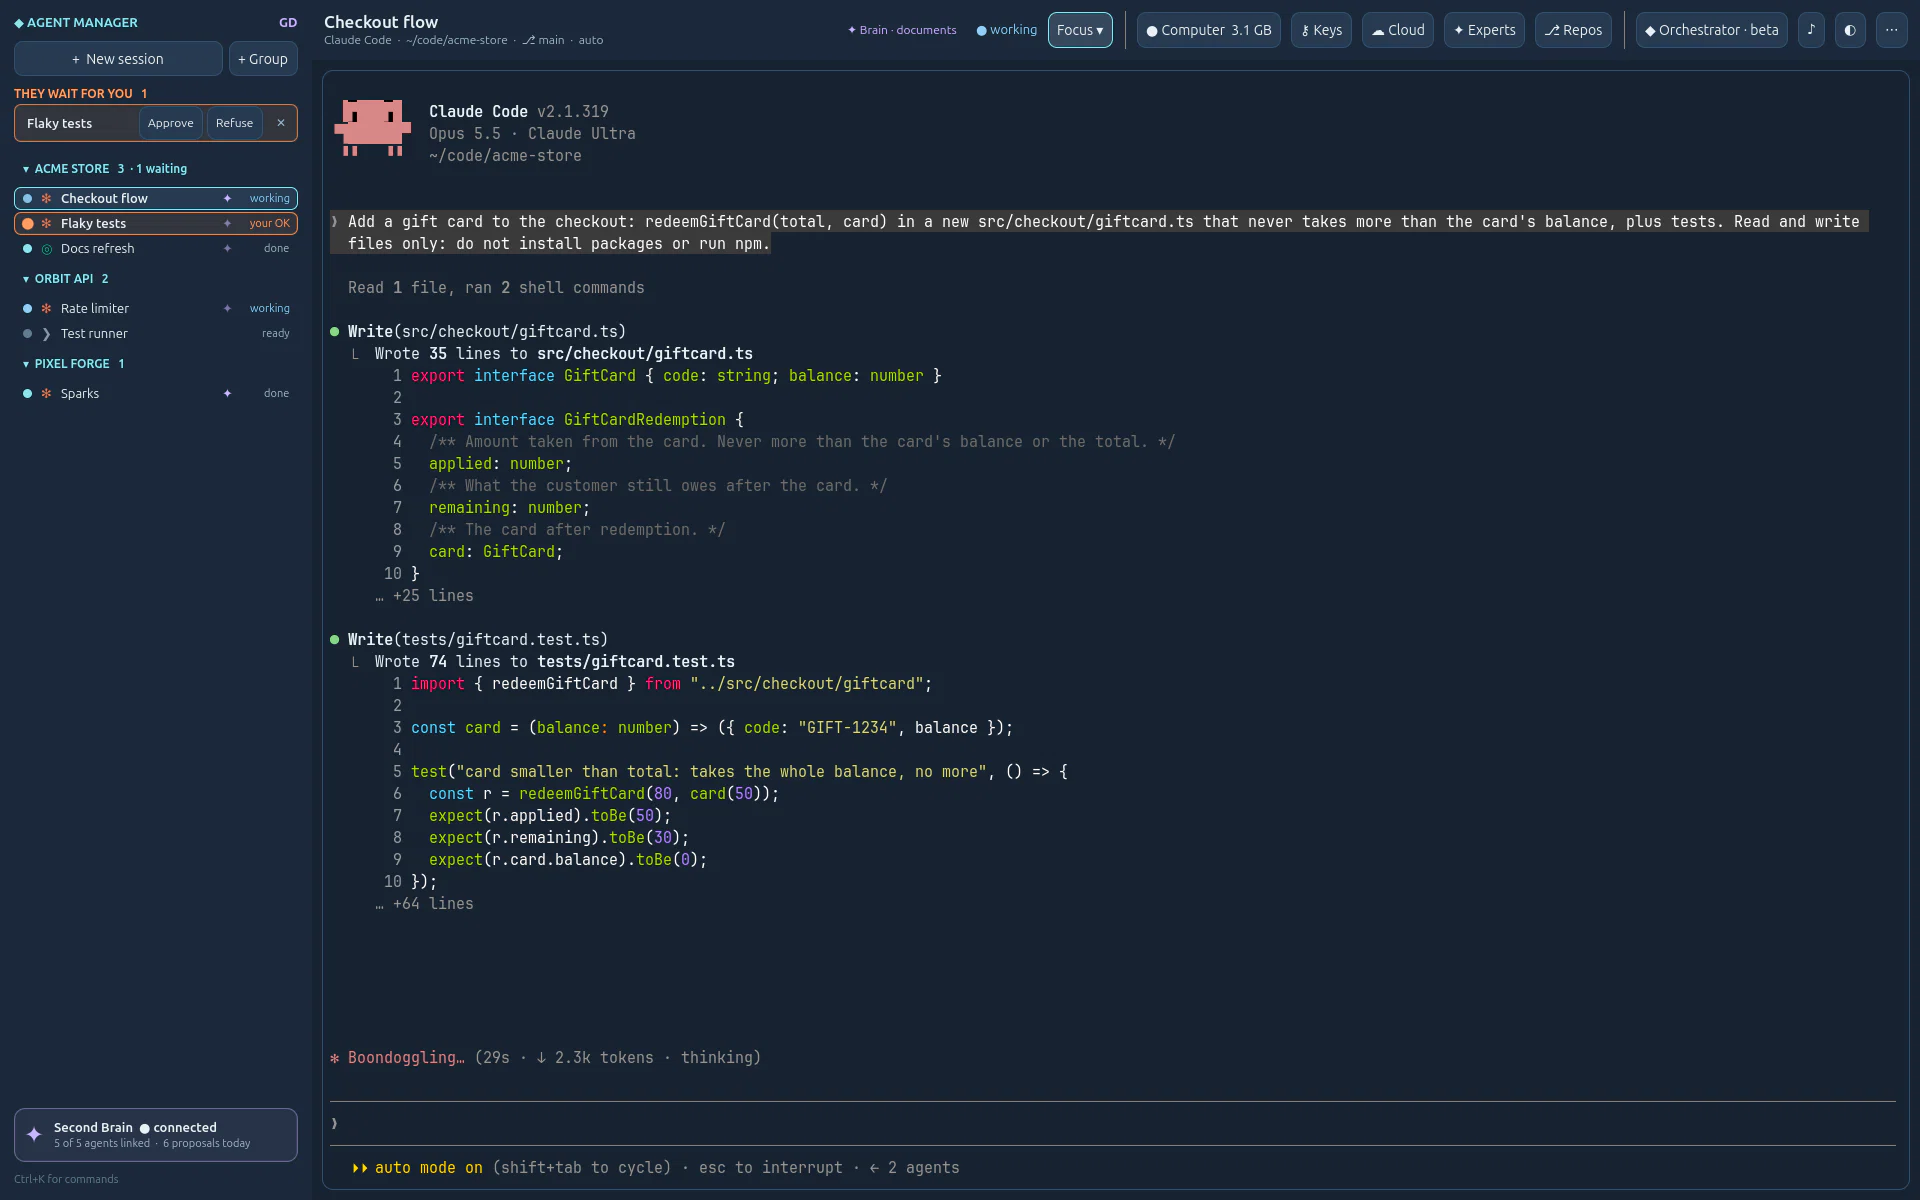 ◆ AGENT MANAGER GD
+ New session + Group
THEY WAIT FOR YOU 1
Flaky tests Approve Refuse ×
▾ ACME STORE 3 · 1 waiting
Checkout flow ✦ working
Flaky tests ✦ your OK
Docs refresh ✦ done
▾ ORBIT API 2
Rate limiter ✦ working
❯ Test runner ready
▾ PIXEL FORGE 1
Sparks ✦ done
✦ Second Brain ● connected
5 of 5 agents linked · 6 proposals today
Ctrl+K for commands
Checkout flow
Claude Code · ~/code/acme-store · ⎇ main · auto
✦ Brain · documents ● working Focus ▾ ● Computer 3.1 GB ⚷ Keys ☁ Cloud ✦ Experts ⎇ Repos ◆ Orchestrator · beta ♪ ◐ ⋯
Claude Code v2.1.319
Opus 5.5 · Claude Ultra
~/code/acme-store
❯ Add a gift card to the checkout: redeemGiftCard(total, card) in a new src/checkout/giftcard.ts that never takes more than the card's balance, plus tests. Read and write
files only: do not install packages or run npm.
Read 1 file, ran 2 shell commands
● Write(src/checkout/giftcard.ts)
└ Wrote 35 lines to src/checkout/giftcard.ts
1 export interface GiftCard { code: string; balance: number }
2
3 export interface GiftCardRedemption {
4 /** Amount taken from the card. Never more than the card's balance or the total. */
5 applied: number;
6 /** What the customer still owes after the card. */
7 remaining: number;
8 /** The card after redemption. */
9 card: GiftCard;
10 }
… +25 lines
● Write(tests/giftcard.test.ts)
└ Wrote 74 lines to tests/giftcard.test.ts
1 import { redeemGiftCard } from "../src/checkout/giftcard";
2
3 const card = (balance: number) => ({ code: "GIFT-1234", balance });
4
5 test("card smaller than total: takes the whole balance, no more", () => {
6 const r = redeemGiftCard(80, card(50));
7 expect(r.applied).toBe(50);
8 expect(r.remaining).toBe(30);
9 expect(r.card.balance).toBe(0);
10 });
… +64 lines
✻ Boondoggling… (29s · ↓ 2.3k tokens · thinking)
❯
⏵⏵ auto mode on (shift+tab to cycle) · esc to interrupt · ← 2 agents